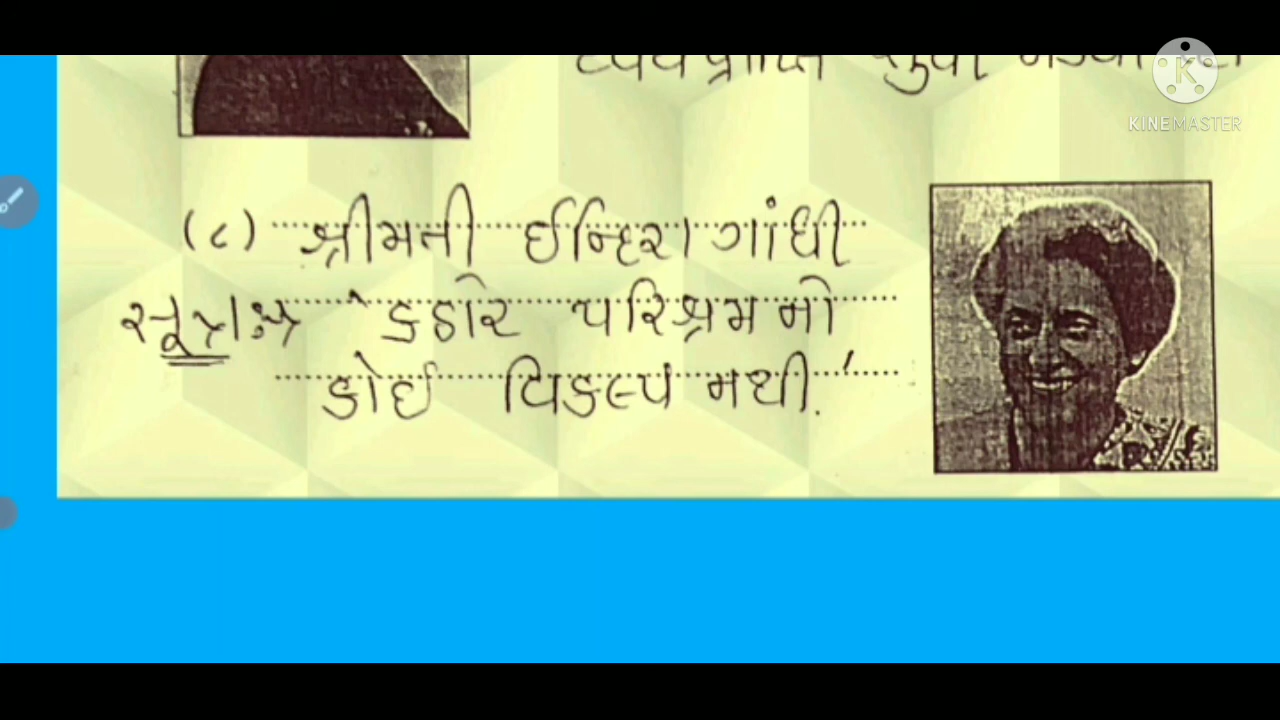 KINEMASTER
(૮) શ્રીમતી ઈન્દિરા ગાંધી
સૂત્ર : 'કઠોર પરિશ્રમ નો
કોઈ વિકલ્પ નથી.'